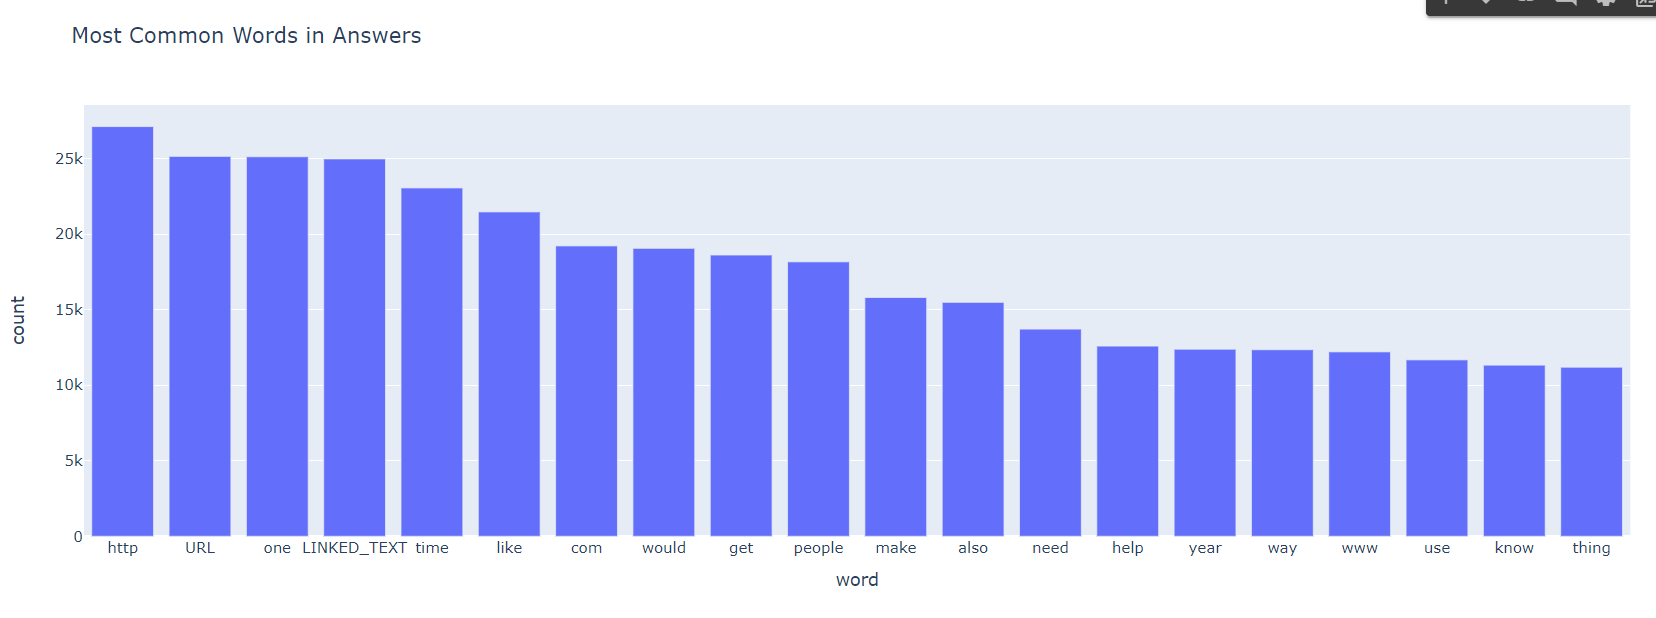 Most Common Words in Answers
25k
20k
15k
10k
5k
0
count
http URL one LINKED_TEXT time like com would get people make also need help year way www use know thing
word